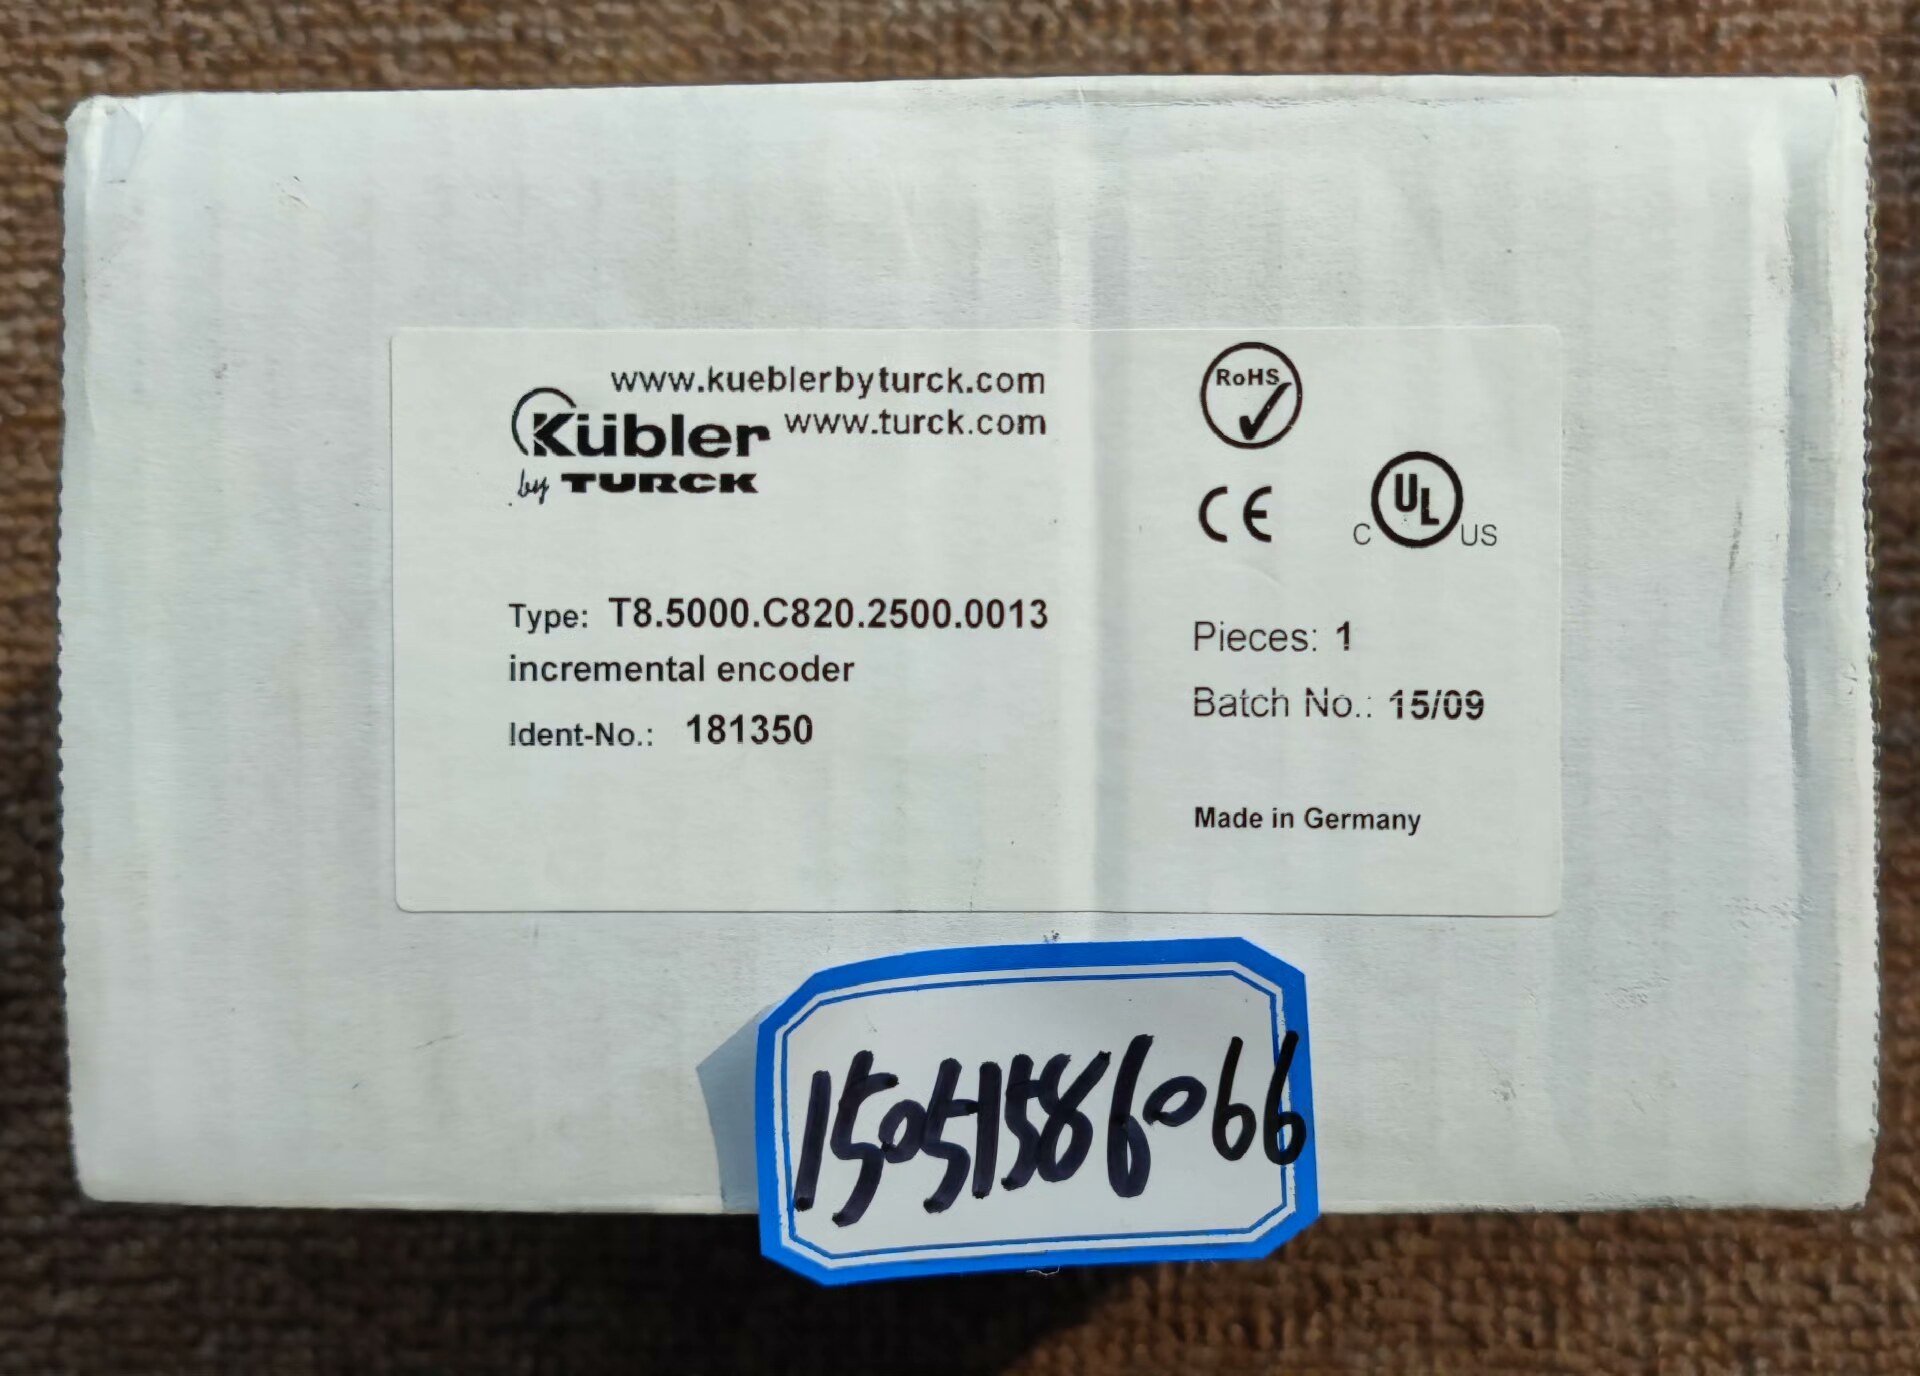 www.kueblerbyturck.com
www.turck.com
Kübler
by TURCK
RoHS
CE
C UL US
Type: T8.5000.C820.2500.0013
incremental encoder
Ident-No.: 181350
Pieces: 1
Batch No.: 15/09
Made in Germany
15051586066